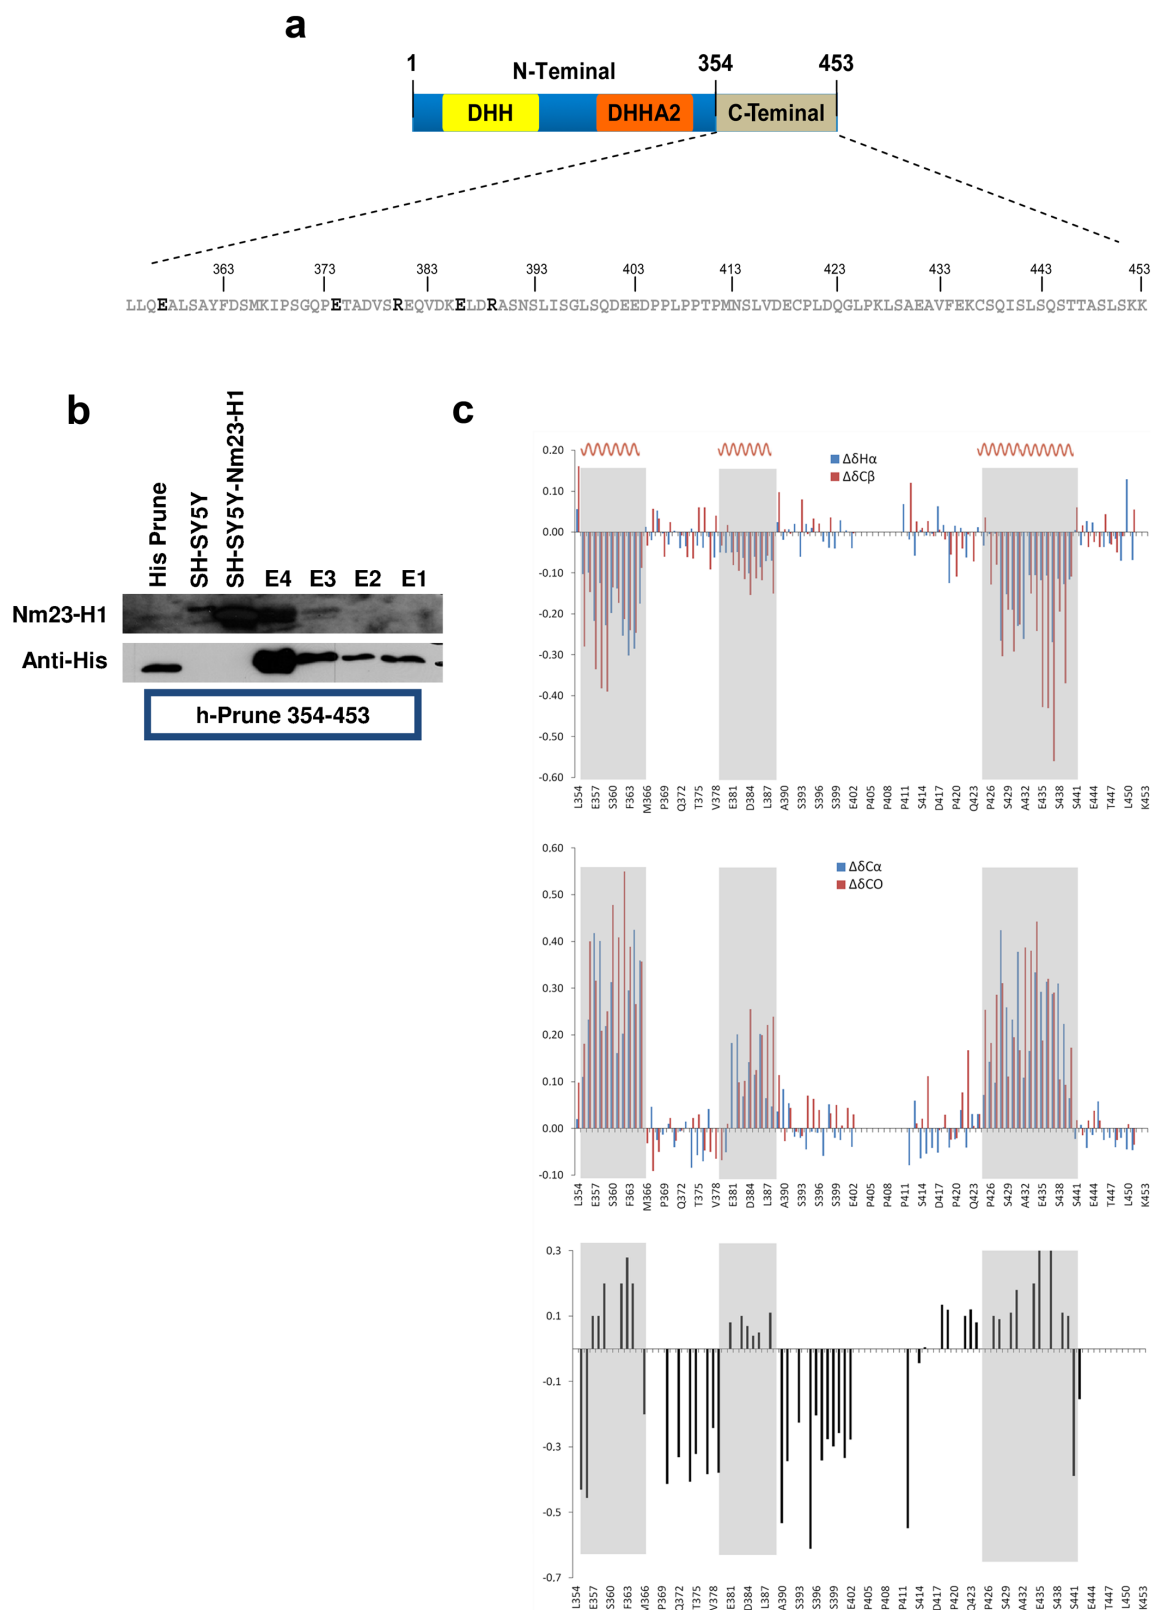 a
1 N-Teminal 354 453
DHH DHHA2 C-Teminal
363 373 383 393 403 413 423 433 443 453
LLQEALSAYFDSMKIPSGQPETADVSREQVDKELDRASNSLISGLSQDEEDPPLPPTPMNSLVDECPLDQGLPKLSAEAVFEKCSQISLSQSTTASLSKK
b
His Prune SH-SY5Y SH-SY5Y-Nm23-H1 E4 E3 E2 E1
Nm23-H1
Anti-His
h-Prune 354-453
c
0.20
0.10
0.00
-0.10
-0.20
-0.30
-0.40
-0.50
-0.60
ΔδHα
ΔδCβ
L354 E357 S360 F363 M366 P369 Q372 T375 V378 E381 D384 L387 A390 S393 S396 S399 E402 P405 P408 P411 S414 D417 P420 Q423 P426 S429 A432 E435 S438 S441 E444 T447 L450 K453
0.60
0.50
0.40
0.30
0.20
0.10
0.00
-0.10
ΔδCα
ΔδCO
L354 E357 S360 F363 M366 P369 Q372 T375 V378 E381 D384 L387 A390 S393 S396 S399 E402 P405 P408 P411 S414 D417 P420 Q423 P426 S429 A432 E435 S438 S441 E444 T447 L450 K453
0.3
0.1
-0.1
-0.3
-0.5
-0.7
L354 E357 S360 F363 M366 P369 Q372 T375 V378 E381 D384 L387 A390 S393 S396 S399 E402 P405 P408 P411 S414 D417 P420 Q423 P426 S429 A432 E435 S438 S441 E444 T447 L450 K453